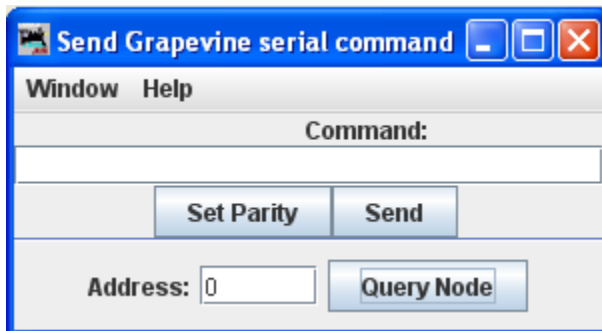 Send Grapevine serial command
Window Help
Command:
Set Parity Send
Address: 0 Query Node